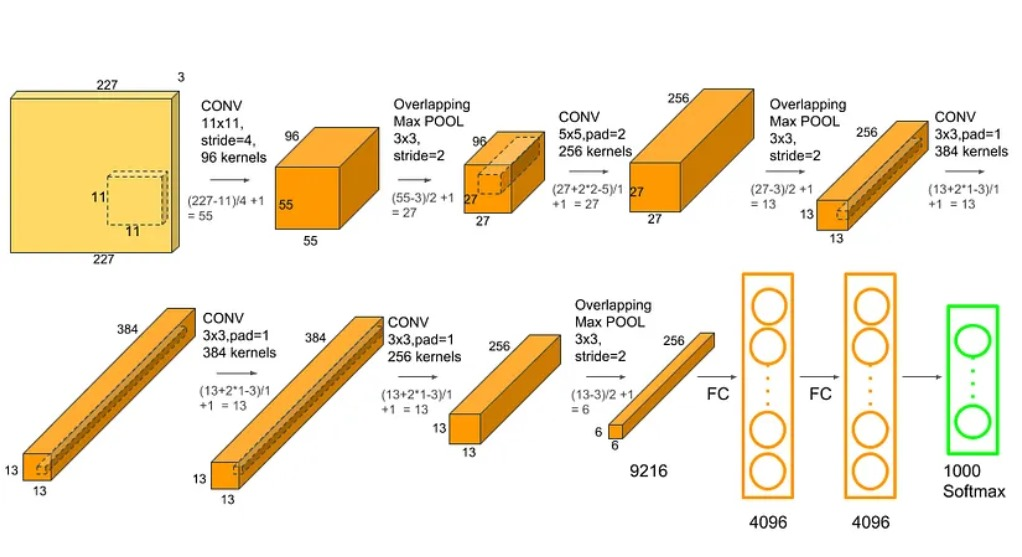 227
3
11
11
227
CONV
11x11,
stride=4,
96 kernels
(227-11)/4 +1
= 55
96
55
55
Overlapping
Max POOL
3x3,
stride=2
(55-3)/2 +1
= 27
96
27
27
CONV
5x5,pad=2
256 kernels
(27+2*2-5)/1
+1 = 27
256
27
27
Overlapping
Max POOL
3x3,
stride=2
(27-3)/2 +1
= 13
256
13
13
CONV
3x3,pad=1
384 kernels
(13+2*1-3)/1
+1 = 13
384
13
13
CONV
3x3,pad=1
384 kernels
(13+2*1-3)/1
+1 = 13
384
13
13
CONV
3x3,pad=1
256 kernels
(13+2*1-3)/1
+1 = 13
256
13
13
Overlapping
Max POOL
3x3,
stride=2
(13-3)/2 +1
= 6
256
6
6
9216
FC
4096
FC
4096
1000
Softmax